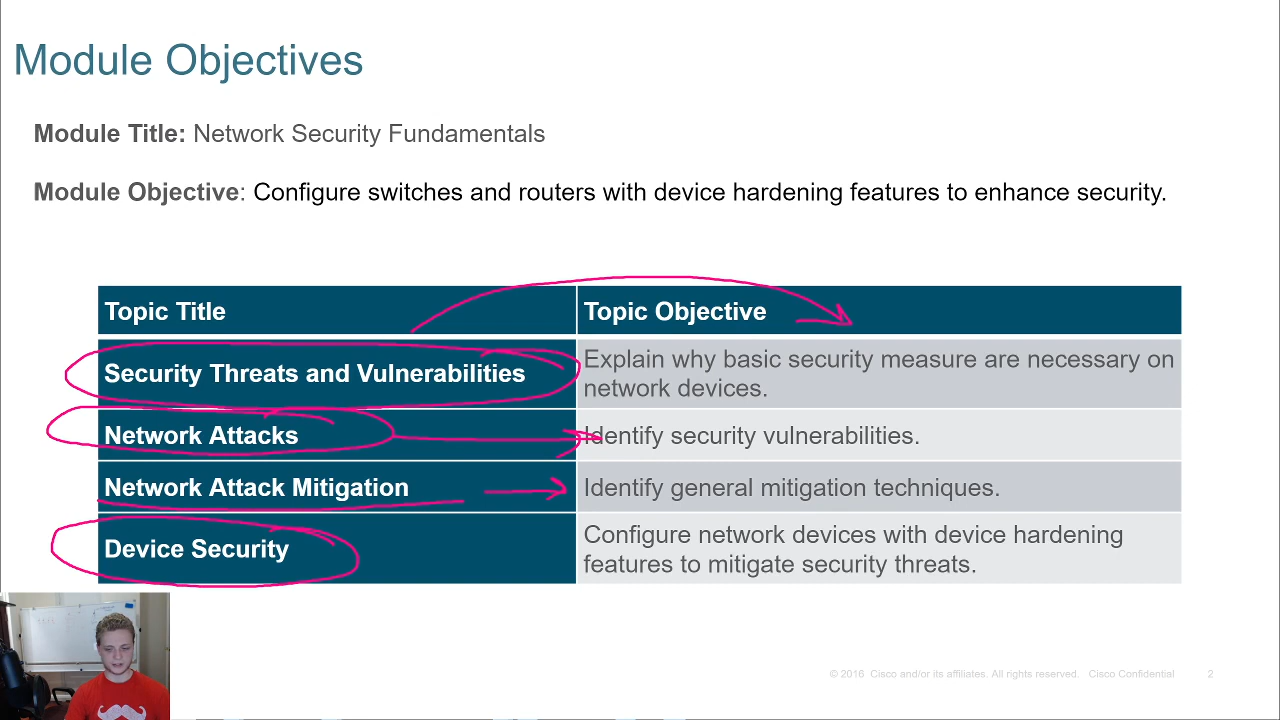 Module Objectives
Module Title: Network Security Fundamentals
Module Objective: Configure switches and routers with device hardening features to enhance security.
Topic Title
Topic Objective
Security Threats and Vulnerabilities
Explain why basic security measure are necessary on
network devices.
Network Attacks
Identify security vulnerabilities.
Network Attack Mitigation
Identify general mitigation techniques.
Device Security
Configure network devices with device hardening
features to mitigate security threats.
© 2016 Cisco and/or its affiliates. All rights reserved. Cisco Confidential 2